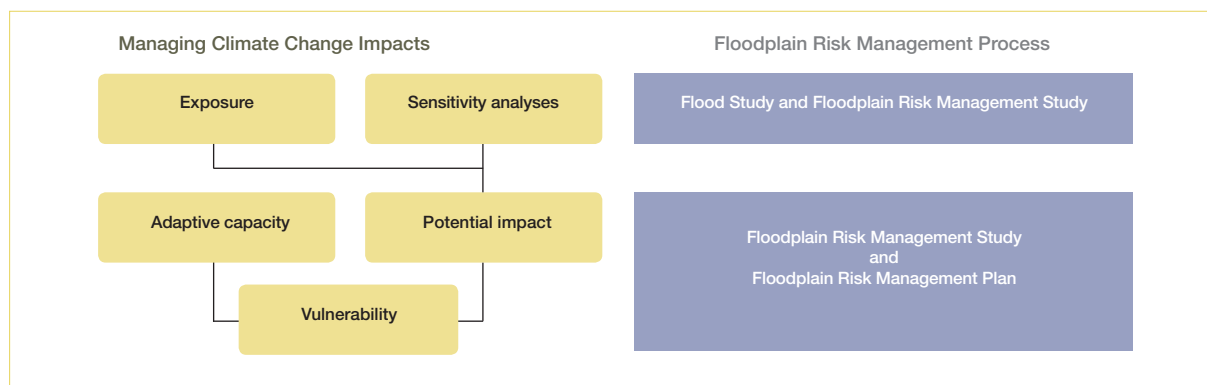 Managing Climate Change Impacts
Floodplain Risk Management Process
Exposure
Sensitivity analyses
Flood Study and Floodplain Risk Management Study
Adaptive capacity
Potential impact
Floodplain Risk Management Study
and
Floodplain Risk Management Plan
Vulnerability